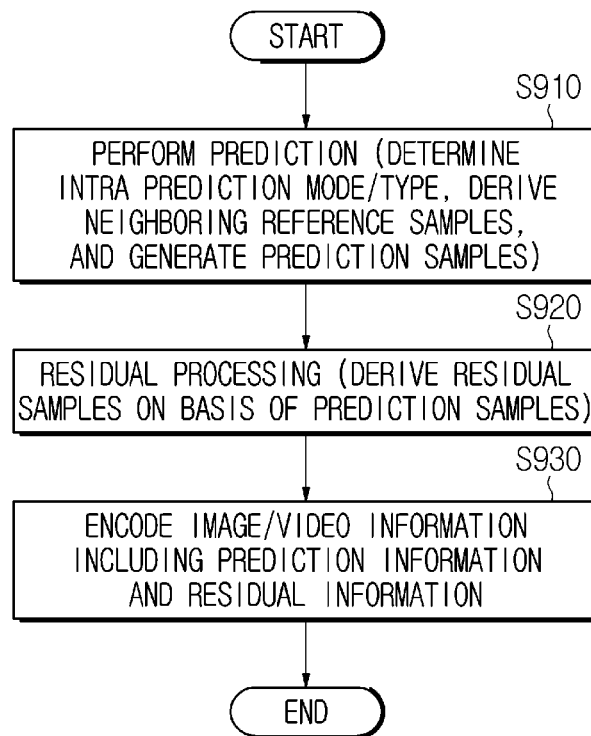 START
S910
PERFORM PREDICTION (DETERMINE
INTRA PREDICTION MODE/TYPE, DERIVE
NEIGHBORING REFERENCE SAMPLES,
AND GENERATE PREDICTION SAMPLES)
S920
RESIDUAL PROCESSING (DERIVE RESIDUAL
SAMPLES ON BASIS OF PREDICTION SAMPLES)
S930
ENCODE IMAGE/VIDEO INFORMATION
INCLUDING PREDICTION INFORMATION
AND RESIDUAL INFORMATION
END